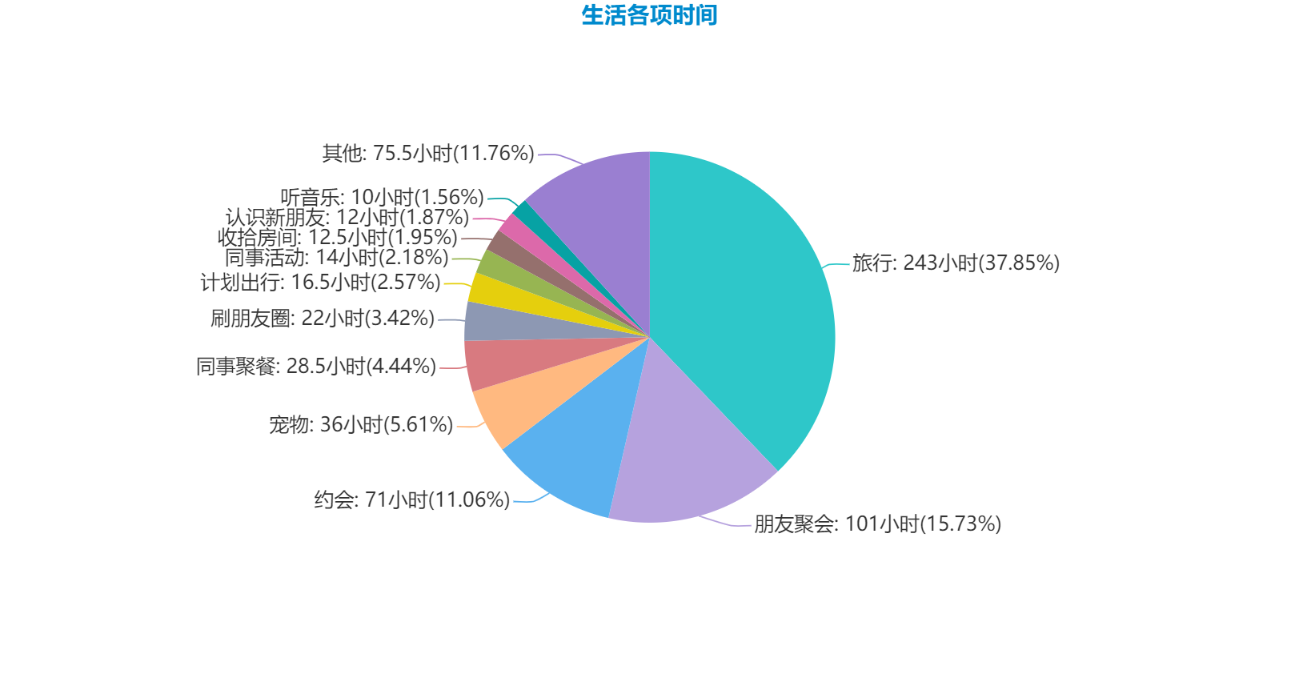 生活各项时间
其他: 75.5小时(11.76%)
听音乐: 10小时(1.56%)
认识新朋友: 12小时(1.87%)
收拾房间: 12.5小时(1.95%)
同事活动: 14小时(2.18%)
旅行: 243小时(37.85%)
计划出行: 16.5小时(2.57%)
刷朋友圈: 22小时(3.42%)
同事聚餐: 28.5小时(4.44%)
宠物: 36小时(5.61%)
约会: 71小时(11.06%)
朋友聚会: 101小时(15.73%)